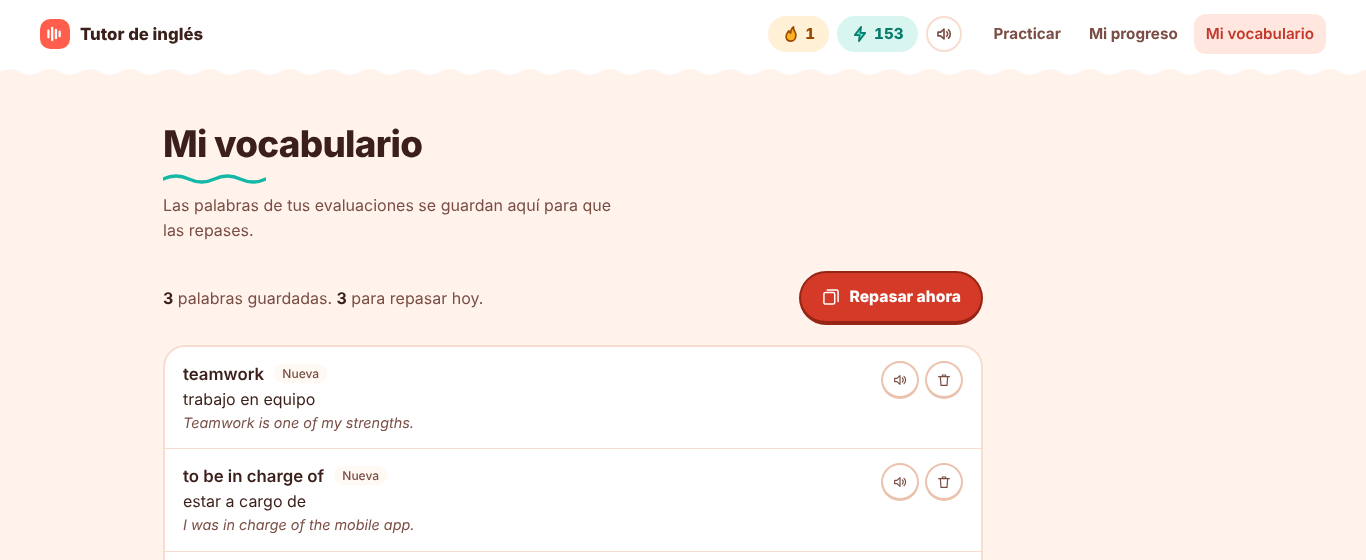 Tutor de inglés
1
153
Practicar
Mi progreso
Mi vocabulario
Mi vocabulario
Las palabras de tus evaluaciones se guardan aquí para que
las repases.
3 palabras guardadas. 3 para repasar hoy.
Repasar ahora
teamwork Nueva
trabajo en equipo
Teamwork is one of my strengths.
to be in charge of Nueva
estar a cargo de
I was in charge of the mobile app.